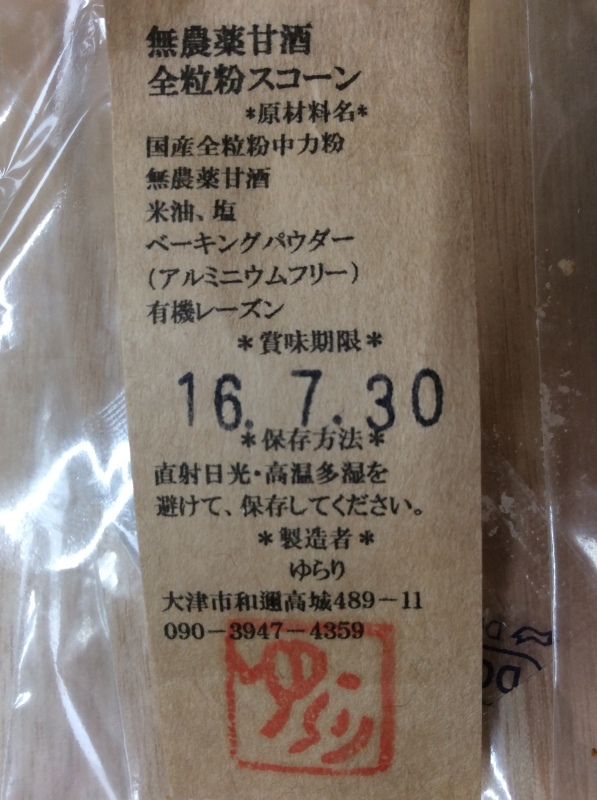 無農薬甘酒
全粒粉スコーン
*原材料名*
国産全粒粉中力粉
無農薬甘酒
米油、塩
ベーキングパウダー
(アルミニウムフリー)
有機レーズン
*賞味期限*
16.7.30
*保存方法*
直射日光・高温多湿を
避けて、保存してください。
*製造者*
ゆらり
大津市和邇高城489-11
090-3947-4359
ゆらり